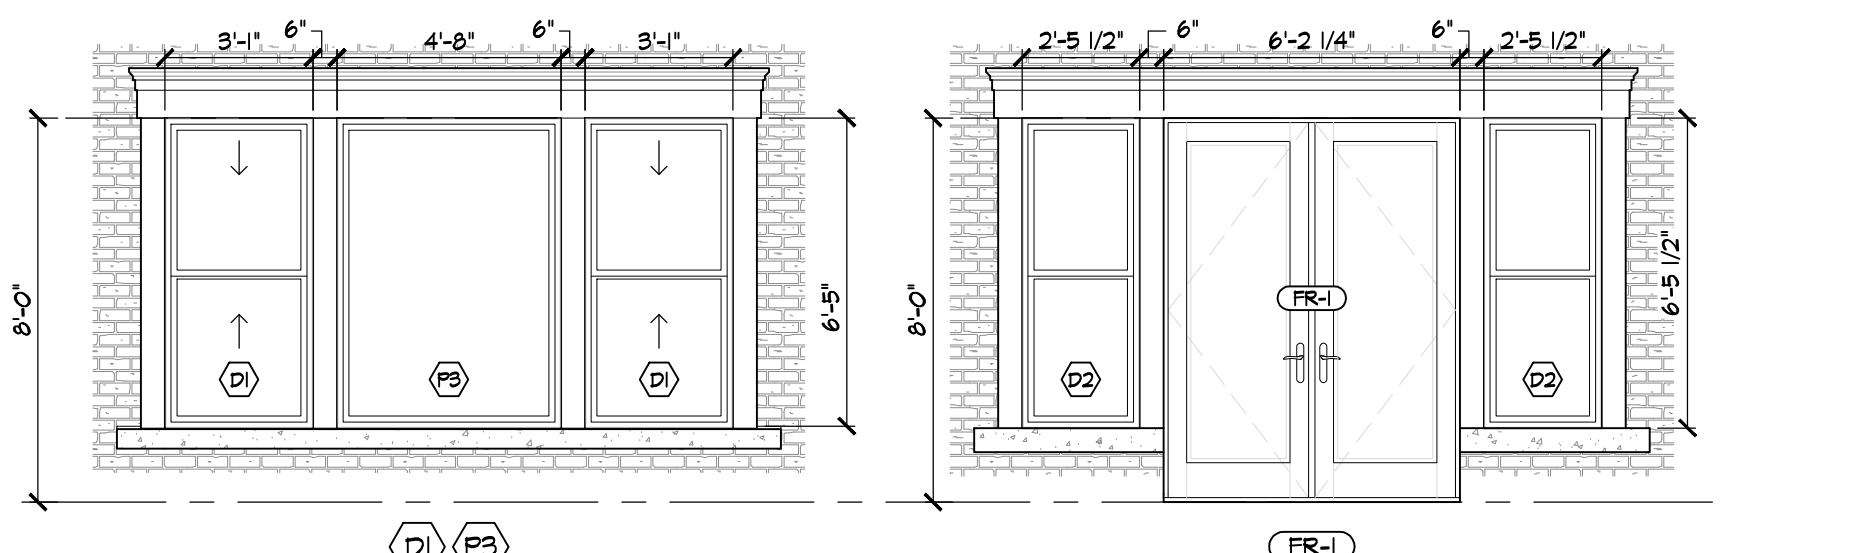 3'-1" 6" 4'-8" 6" 3'-1"
8'-0"
6'-5"
D1 P3 D1
D1 P3
2'-5 1/2" 6" 6'-2 1/4" 6" 2'-5 1/2"
8'-0"
6'-5 1/2"
FR-1
D2 D2
FR-1